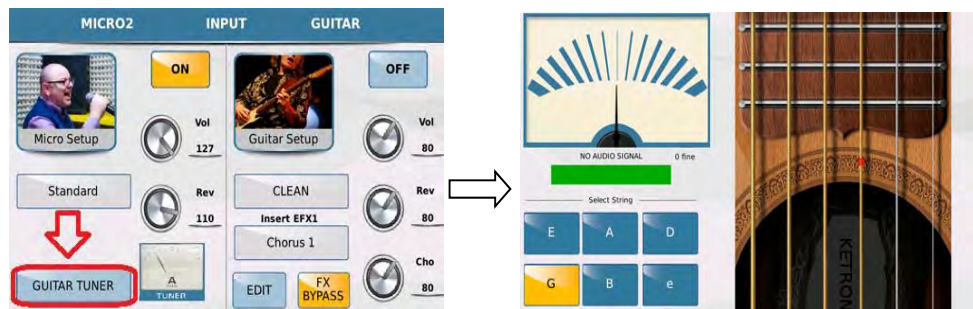 MICRO2 INPUT GUITAR
ON
OFF
Micro Setup
Guitar Setup
Vol
127
Vol
80
Standard
Rev
110
CLEAN
Insert EFX1
Chorus 1
Rev
80
GUITAR TUNER
A
TUNER
EDIT
FX
BYPASS
Cho
80
NO AUDIO SIGNAL 0 fine
Select String
E A D
G B e
KETRON